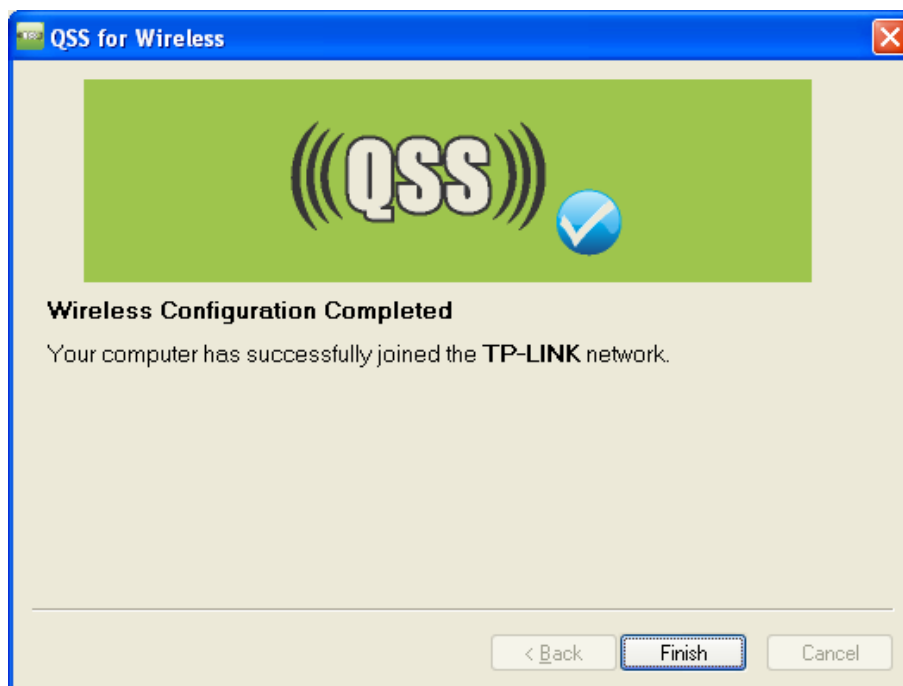 QSS for Wireless
QSS
Wireless Configuration Completed
Your computer has successfully joined the TP-LINK network.
< Back Finish Cancel